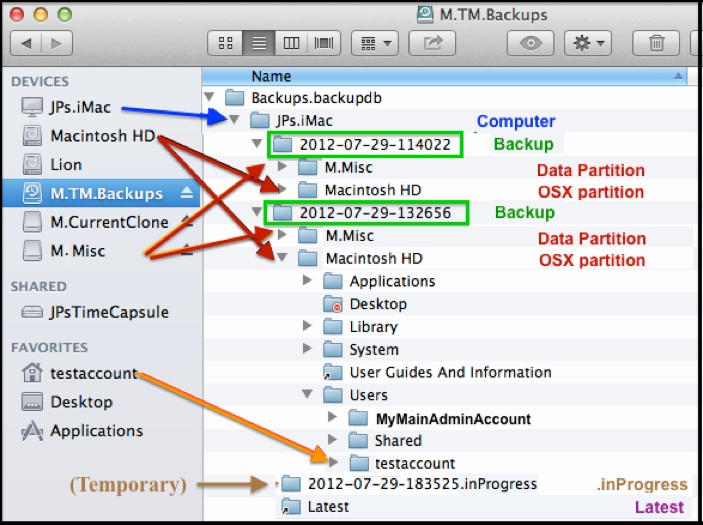 M.TM.Backups
Name
DEVICES
JPs.iMac
Macintosh HD
Lion
M.TM.Backups
M.CurrentClone
M. Misc
SHARED
JPsTimeCapsule
FAVORITES
testaccount
Desktop
Applications
(Temporary)
Backups.backupdb
JPs.iMac Computer
2012-07-29-114022 Backup
M.Misc Data Partition
Macintosh HD OSX partition
2012-07-29-132656 Backup
M.Misc Data Partition
Macintosh HD OSX partition
Applications
Desktop
Library
System
User Guides And Information
Users
MyMainAdminAccount
Shared
testaccount
2012-07-29-183525.inProgress .inProgress
Latest Latest